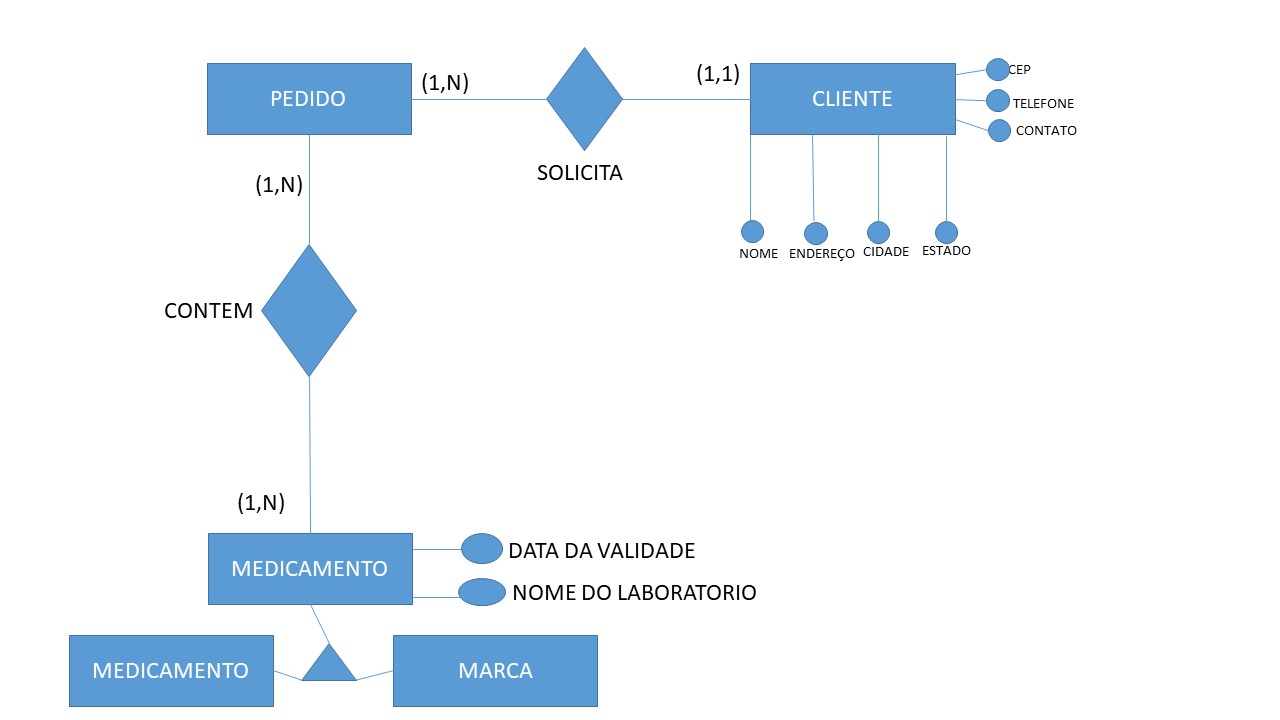 PEDIDO
(1,N)
(1,1)
CLIENTE
CEP
TELEFONE
CONTATO
SOLICITA
(1,N)
NOME
ENDEREÇO
CIDADE
ESTADO
CONTEM
(1,N)
MEDICAMENTO
DATA DA VALIDADE
NOME DO LABORATORIO
MEDICAMENTO
MARCA